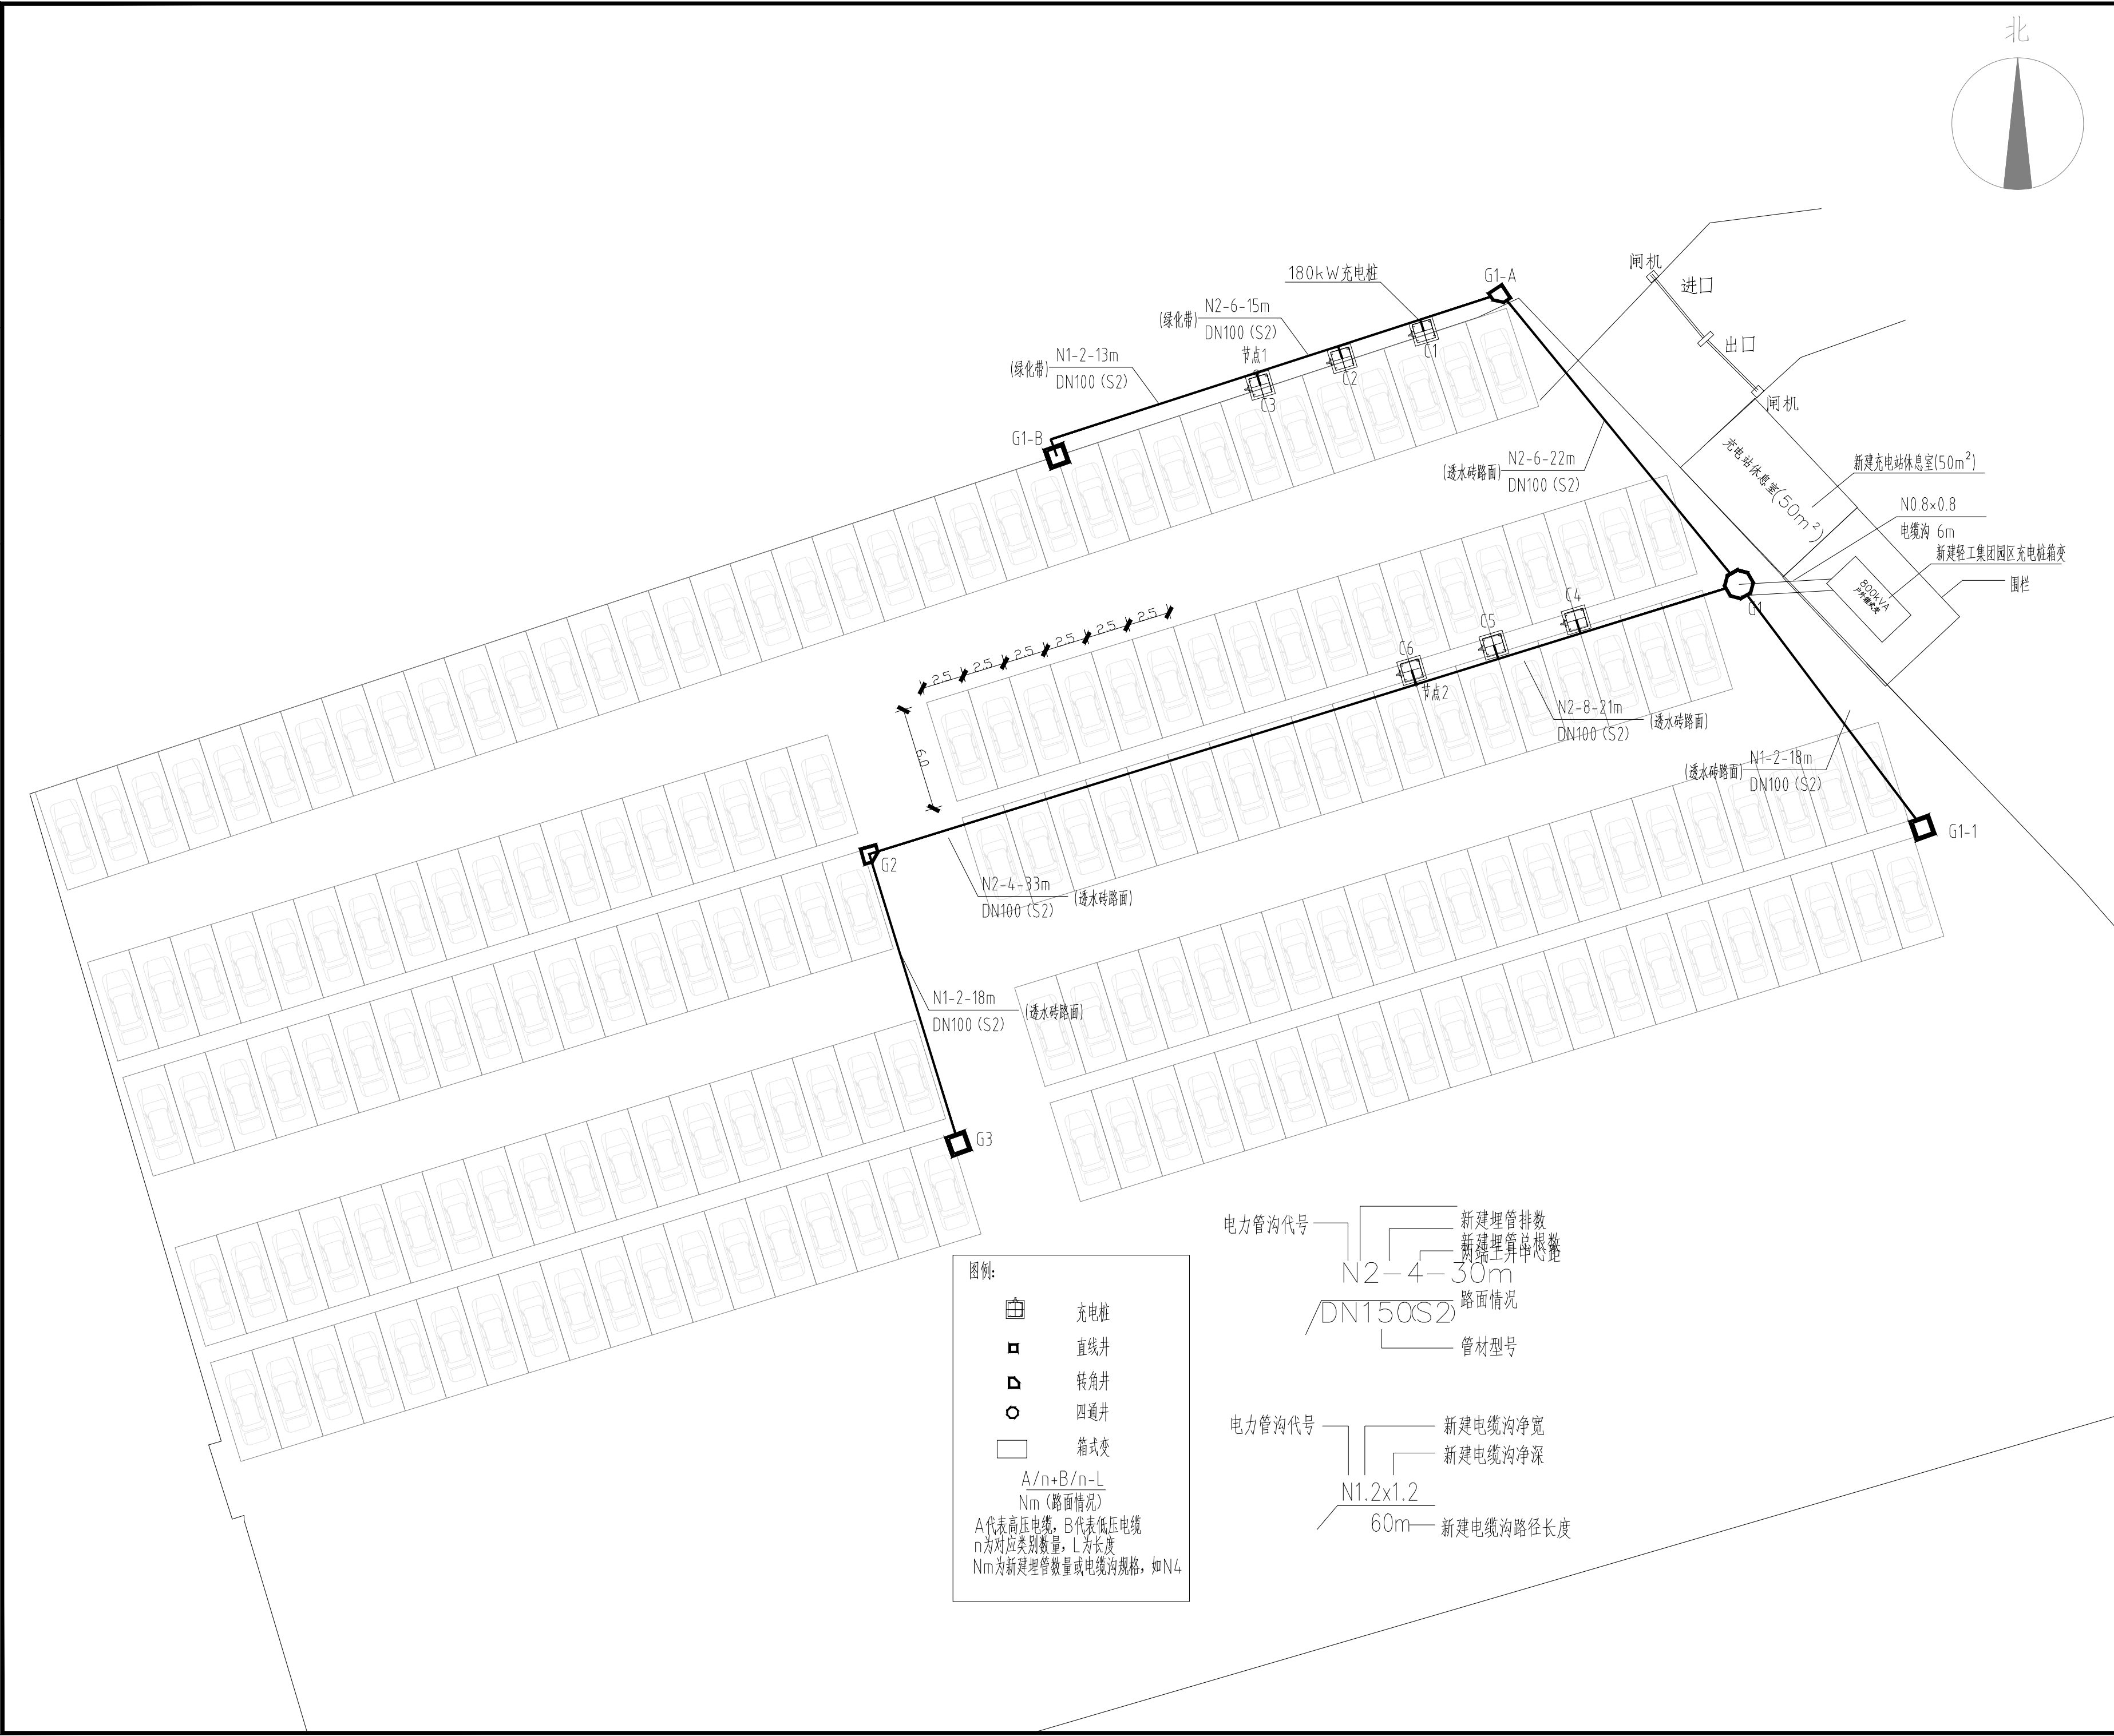 北
闸机
进口
出口
闸机
180kW充电桩
G1-A
N2-6-15m
(绿化带)
DN100 (S2)
节点1
C1
C2
C3
N1-2-13m
(绿化带)
DN100 (S2)
G1-B
N2-6-22m
(透水砖路面)
DN100 (S2)
充电站休息室(50m²)
新建充电站休息室(50m²)
N0.8×0.8
电缆沟 6m
新建轻工集团园区充电桩箱变
围栏
800kVA
户外箱式变
G1
C4
C5
C6
节点2
2.5
2.5
2.5
2.5
2.5
2.5
6.0
N2-8-21m
(透水砖路面)
DN100 (S2)
N1-2-18m
(透水砖路面)
DN100 (S2)
G1-1
G2
N2-4-33m
(透水砖路面)
DN100 (S2)
N1-2-18m
(透水砖路面)
DN100 (S2)
G3
图例:
充电桩
直线井
转角井
四通井
箱式变
A/n+B/n-L
Nm (路面情况)
A代表高压电缆, B代表低压电缆
n为对应类别数量, L为长度
Nm为新建埋管数量或电缆沟规格, 如N4
电力管沟代号
新建埋管排数
新建埋管总根数
两端工井中心距
N2-4-30m
路面情况
DN150(S2)
管材型号
电力管沟代号
新建电缆沟净宽
新建电缆沟净深
N1.2x1.2
60m
新建电缆沟路径长度